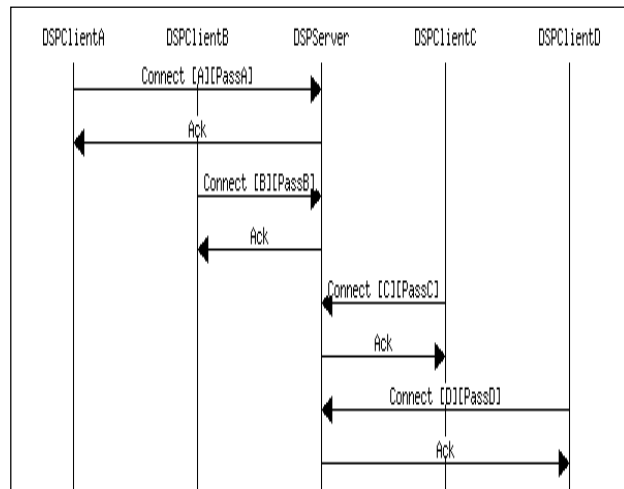 DSPClientA DSPClientB DSPServer DSPClientC DSPClientD
Connect [A][PassA]
Ack
Connect [B][PassB]
Ack
Connect [C][PassC]
Ack
Connect [D][PassD]
Ack